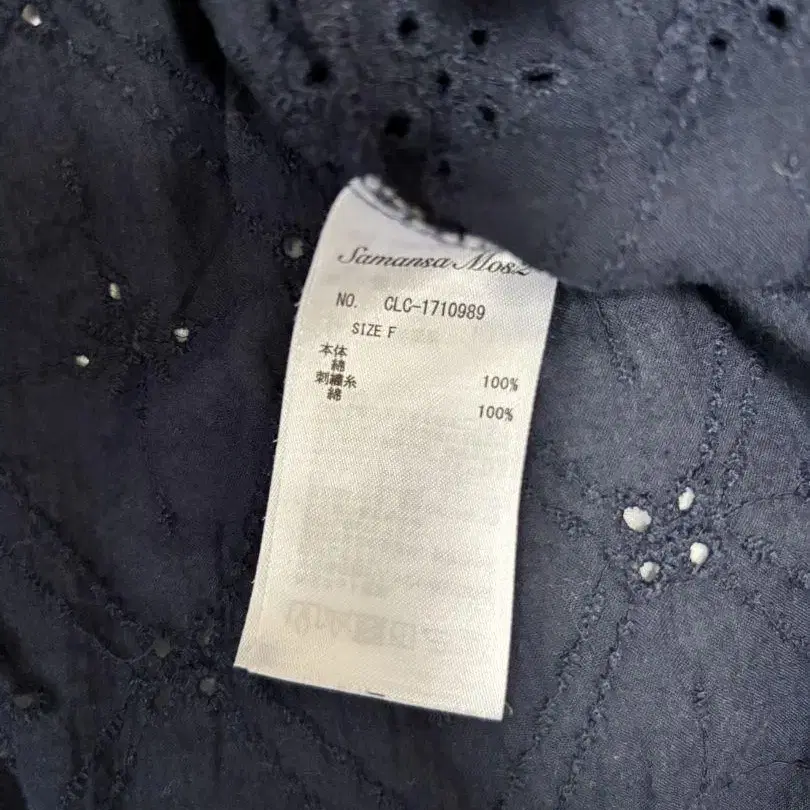 Samansa Mos2
NO. CLC-1710989
SIZE F
本体
綿 100%
刺繍糸
綿 100%